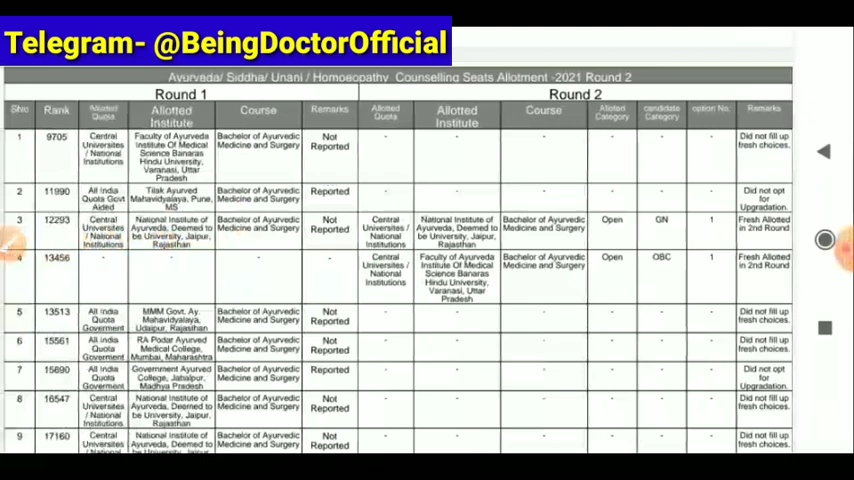 Telegram- @BeingDoctorOfficial
Ayurveda/ Siddha/ Unani / Homoeopathy Counselling Seats Allotment -2021 Round 2
Round 1 Round 2
SNo Rank Allotted Quota Allotted Institute Course Remarks Allotted Quota Allotted Institute Course Alloted Category candidate Category option No. Remarks
1 9705 Central Universities / National Institutions Faculty of Ayurveda Institute Of Medical Science Banaras Hindu University, Varanasi, Uttar Pradesh Bachelor of Ayurvedic Medicine and Surgery Not Reported - - - - - - Did not fill up fresh choices.
2 11990 All India Quota Govt Aided Tilak Ayurved Mahavidyalaya, Pune, MS Bachelor of Ayurvedic Medicine and Surgery Reported - - - - - - Did not opt for Upgradation.
3 12293 Central Universities / National Institutions National Institute of Ayurveda, Deemed to be University, Jaipur, Rajasthan Bachelor of Ayurvedic Medicine and Surgery Not Reported Central Universities / National Institutions National Institute of Ayurveda, Deemed to be University, Jaipur, Rajasthan Bachelor of Ayurvedic Medicine and Surgery Open GN 1 Fresh Allotted in 2nd Round
4 13456 - - - - Central Universities / National Institutions Faculty of Ayurveda Institute Of Medical Science Banaras Hindu University, Varanasi, Uttar Pradesh Bachelor of Ayurvedic Medicine and Surgery Open OBC 1 Fresh Allotted in 2nd Round
5 13513 All India Quota Goverment MMM Govt. Ay. Mahavidyalaya, Udaipur, Rajasthan Bachelor of Ayurvedic Medicine and Surgery Not Reported - - - - - - Did not fill up fresh choices.
6 15561 All India Quota Goverment RA Podar Ayurved Medical College, Mumbai, Maharashtra Bachelor of Ayurvedic Medicine and Surgery Not Reported - - - - - - Did not fill up fresh choices.
7 15690 All India Quota Goverment Government Ayurved College, Jabalpur, Madhya Pradesh Bachelor of Ayurvedic Medicine and Surgery Reported - - - - - - Did not opt for Upgradation.
8 16547 Central Universities / National Institutions National Institute of Ayurveda, Deemed to be University, Jaipur, Rajasthan Bachelor of Ayurvedic Medicine and Surgery Not Reported - - - - - - Did not fill up fresh choices.
9 17160 Central Universities / National National Institute of Ayurveda, Deemed to be University, Jaipur, Bachelor of Ayurvedic Medicine and Surgery Not Reported - - - - - - Did not fill up fresh choices.